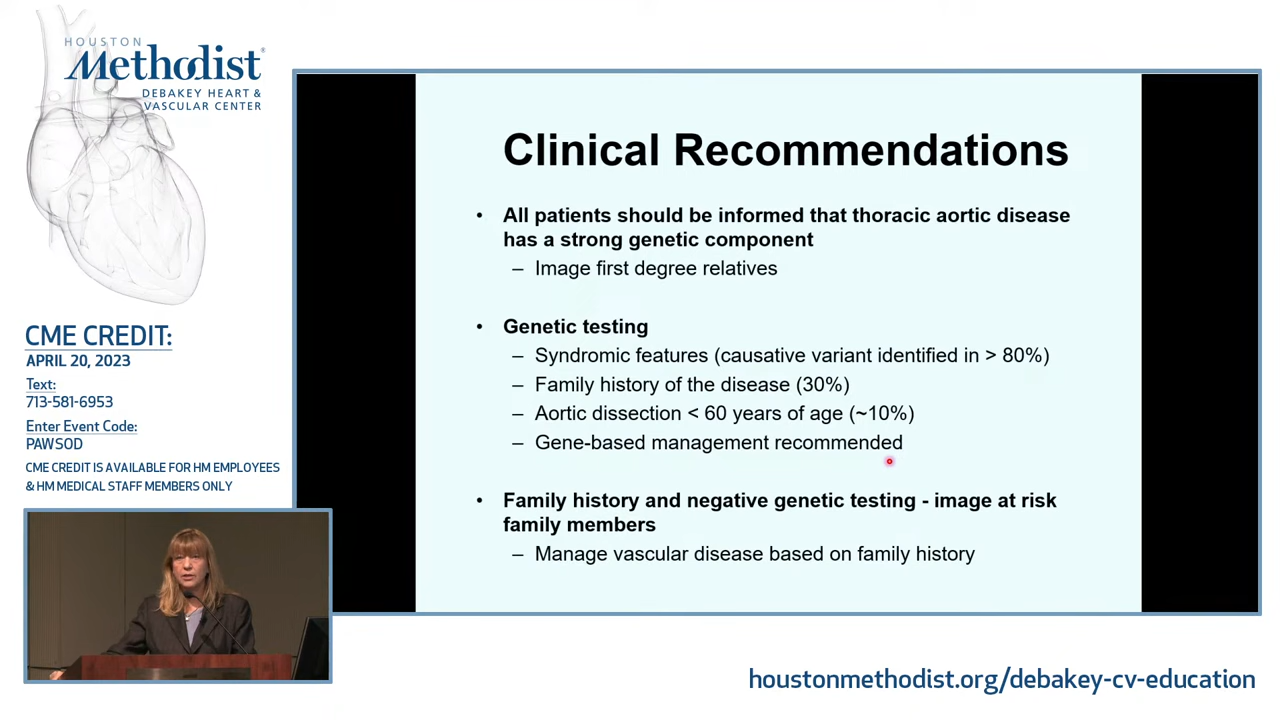 HOUSTON
Methodist®
DEBAKEY HEART &
VASCULAR CENTER
CME CREDIT:
APRIL 20, 2023
Text:
713-581-6953
Enter Event Code:
PAWSOD
CME CREDIT IS AVAILABLE FOR HM EMPLOYEES
& HM MEDICAL STAFF MEMBERS ONLY
Clinical Recommendations
• All patients should be informed that thoracic aortic disease
has a strong genetic component
– Image first degree relatives
• Genetic testing
– Syndromic features (causative variant identified in > 80%)
– Family history of the disease (30%)
– Aortic dissection < 60 years of age (~10%)
– Gene-based management recommended
• Family history and negative genetic testing - image at risk
family members
– Manage vascular disease based on family history
houstonmethodist.org/debakey-cv-education